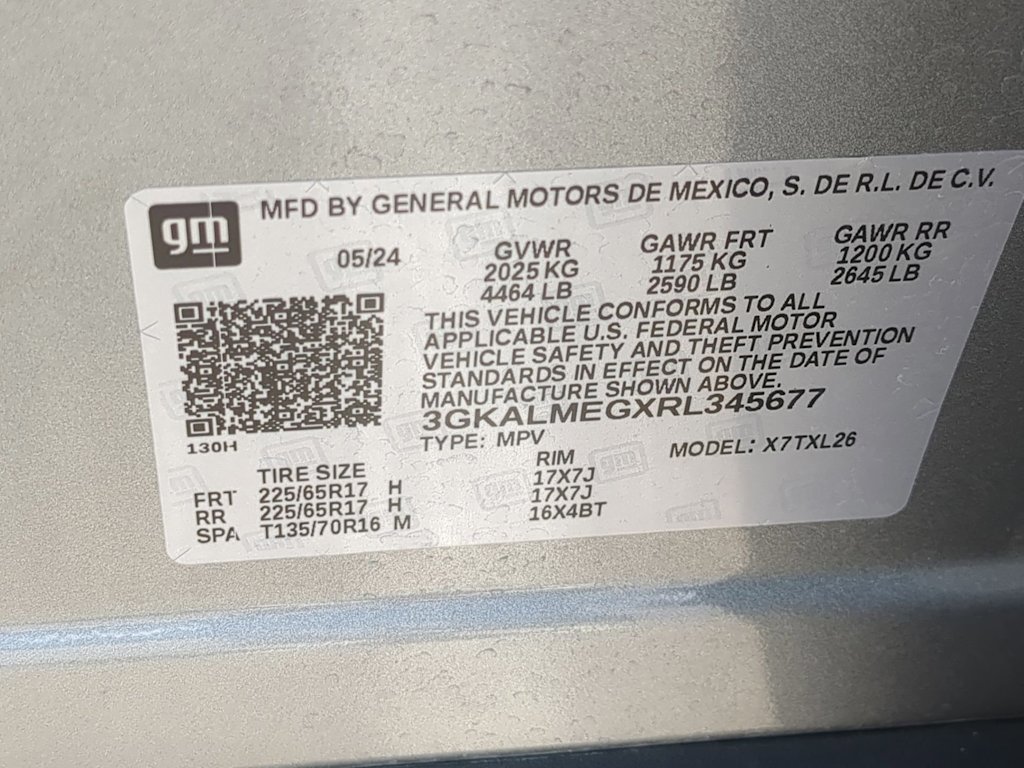 gm MFD BY GENERAL MOTORS DE MEXICO, S. DE R.L. DE C.V.
05/24 GVWR GAWR FRT GAWR RR
2025 KG 1175 KG 1200 KG
4464 LB 2590 LB 2645 LB
THIS VEHICLE CONFORMS TO ALL
APPLICABLE U.S. FEDERAL MOTOR
VEHICLE SAFETY AND THEFT PREVENTION
STANDARDS IN EFFECT ON THE DATE OF
MANUFACTURE SHOWN ABOVE.
3GKALMEGXRL345677
130H TYPE: MPV MODEL: X7TXL26
TIRE SIZE RIM
FRT 225/65R17 H 17X7J
RR 225/65R17 H 17X7J
SPA T135/70R16 M 16X4BT